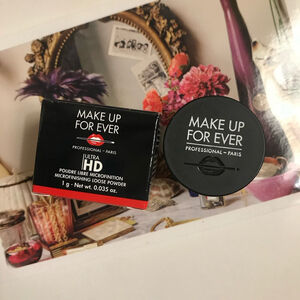 MAKE UP
FOR EVER
PROFESSIONAL – PARIS
ULTRA
HD
POUDRE LIBRE MICROFINITION
MICROFINISHING LOOSE POWDER
1 g - Net wt. 0.035 oz.
MAKE UP
FOR EVER
PROFESSIONAL – PARIS